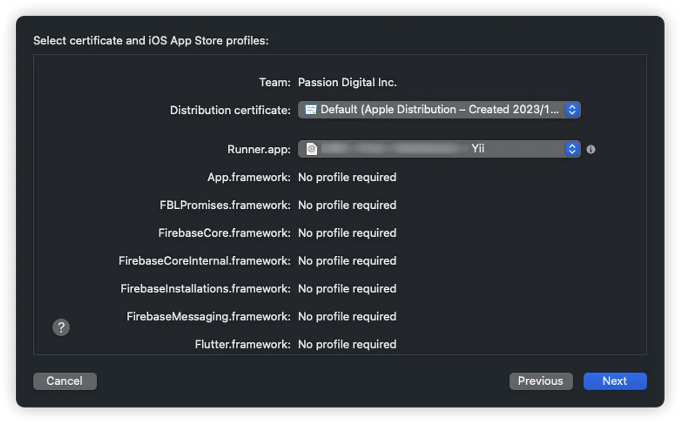 Select certificate and iOS App Store profiles:
Team: Passion Digital Inc.
Distribution certificate: Default (Apple Distribution – Created 2023/1...
Runner.app: Yii
App.framework: No profile required
FBLPromises.framework: No profile required
FirebaseCore.framework: No profile required
FirebaseCoreInternal.framework: No profile required
FirebaseInstallations.framework: No profile required
FirebaseMessaging.framework: No profile required
?
Flutter.framework: No profile required
Cancel Previous Next